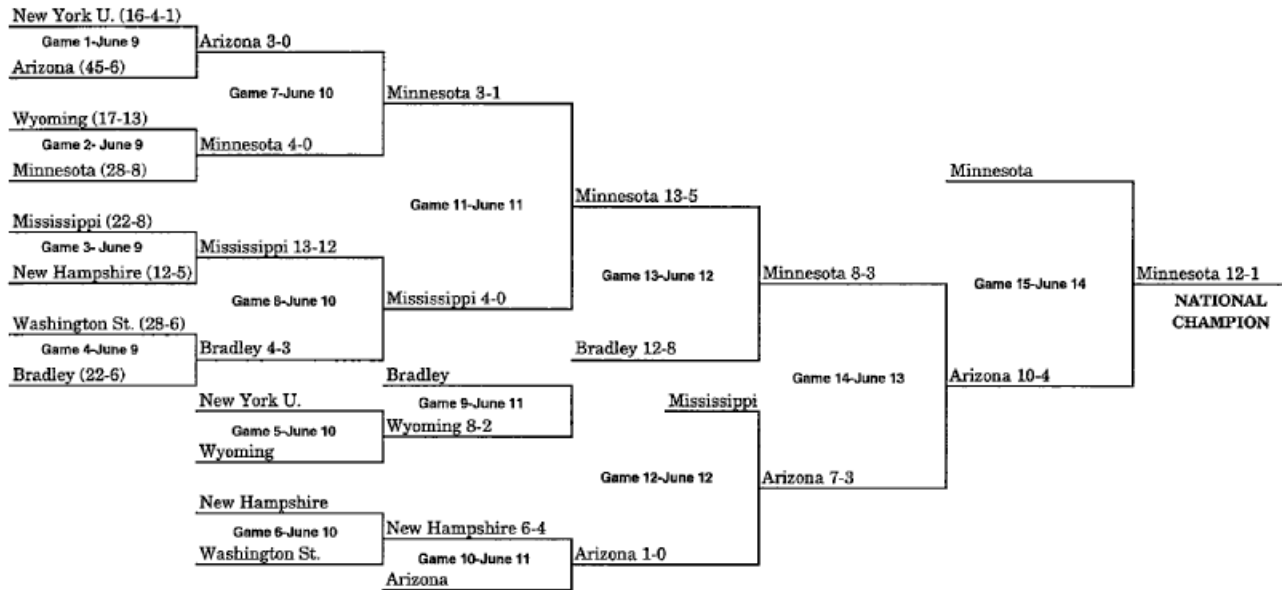 New York U. (16-4-1)
Game 1-June 9
Arizona 3-0
Arizona (45-6)
Game 7-June 10
Minnesota 3-1
Wyoming (17-13)
Game 2- June 9
Minnesota 4-0
Minnesota (28-8)
Minnesota
Game 11-June 11
Minnesota 13-5
Mississippi (22-8)
Game 3- June 9
Mississippi 13-12
New Hampshire (12-5)
Game 13-June 12
Minnesota 8-3
Game 15-June 14
Minnesota 12-1
NATIONAL
CHAMPION
Game 8-June 10
Mississippi 4-0
Washington St. (28-6)
Game 4-June 9
Bradley 4-3
Bradley 12-8
Bradley (22-6)
Bradley
Game 14-June 13
Arizona 10-4
New York U.
Game 9-June 11
Mississippi
Game 5-June 10
Wyoming 8-2
Wyoming
Game 12-June 12
Arizona 7-3
New Hampshire
Game 6-June 10
New Hampshire 6-4
Washington St.
Game 10-June 11
Arizona 1-0
Arizona